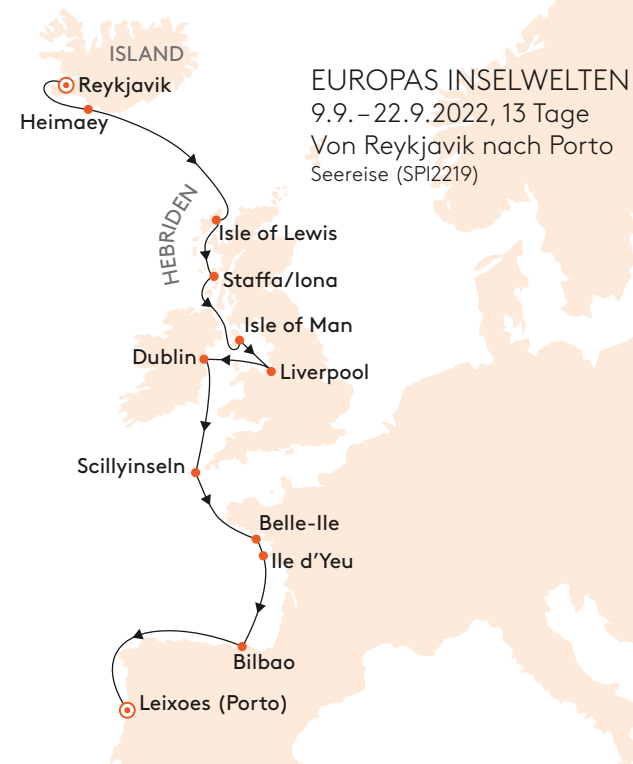 ISLAND
EUROPAS INSELWELTEN
9.9. – 22.9.2022, 13 Tage
Von Reykjavik nach Porto
Seereise (SPI2219)
Reykjavik
Heimaey
HEBRIDEN
Isle of Lewis
Staffa/Iona
Isle of Man
Dublin
Liverpool
Scillyinseln
Belle-Ile
Ile d'Yeu
Bilbao
Leixoes (Porto)